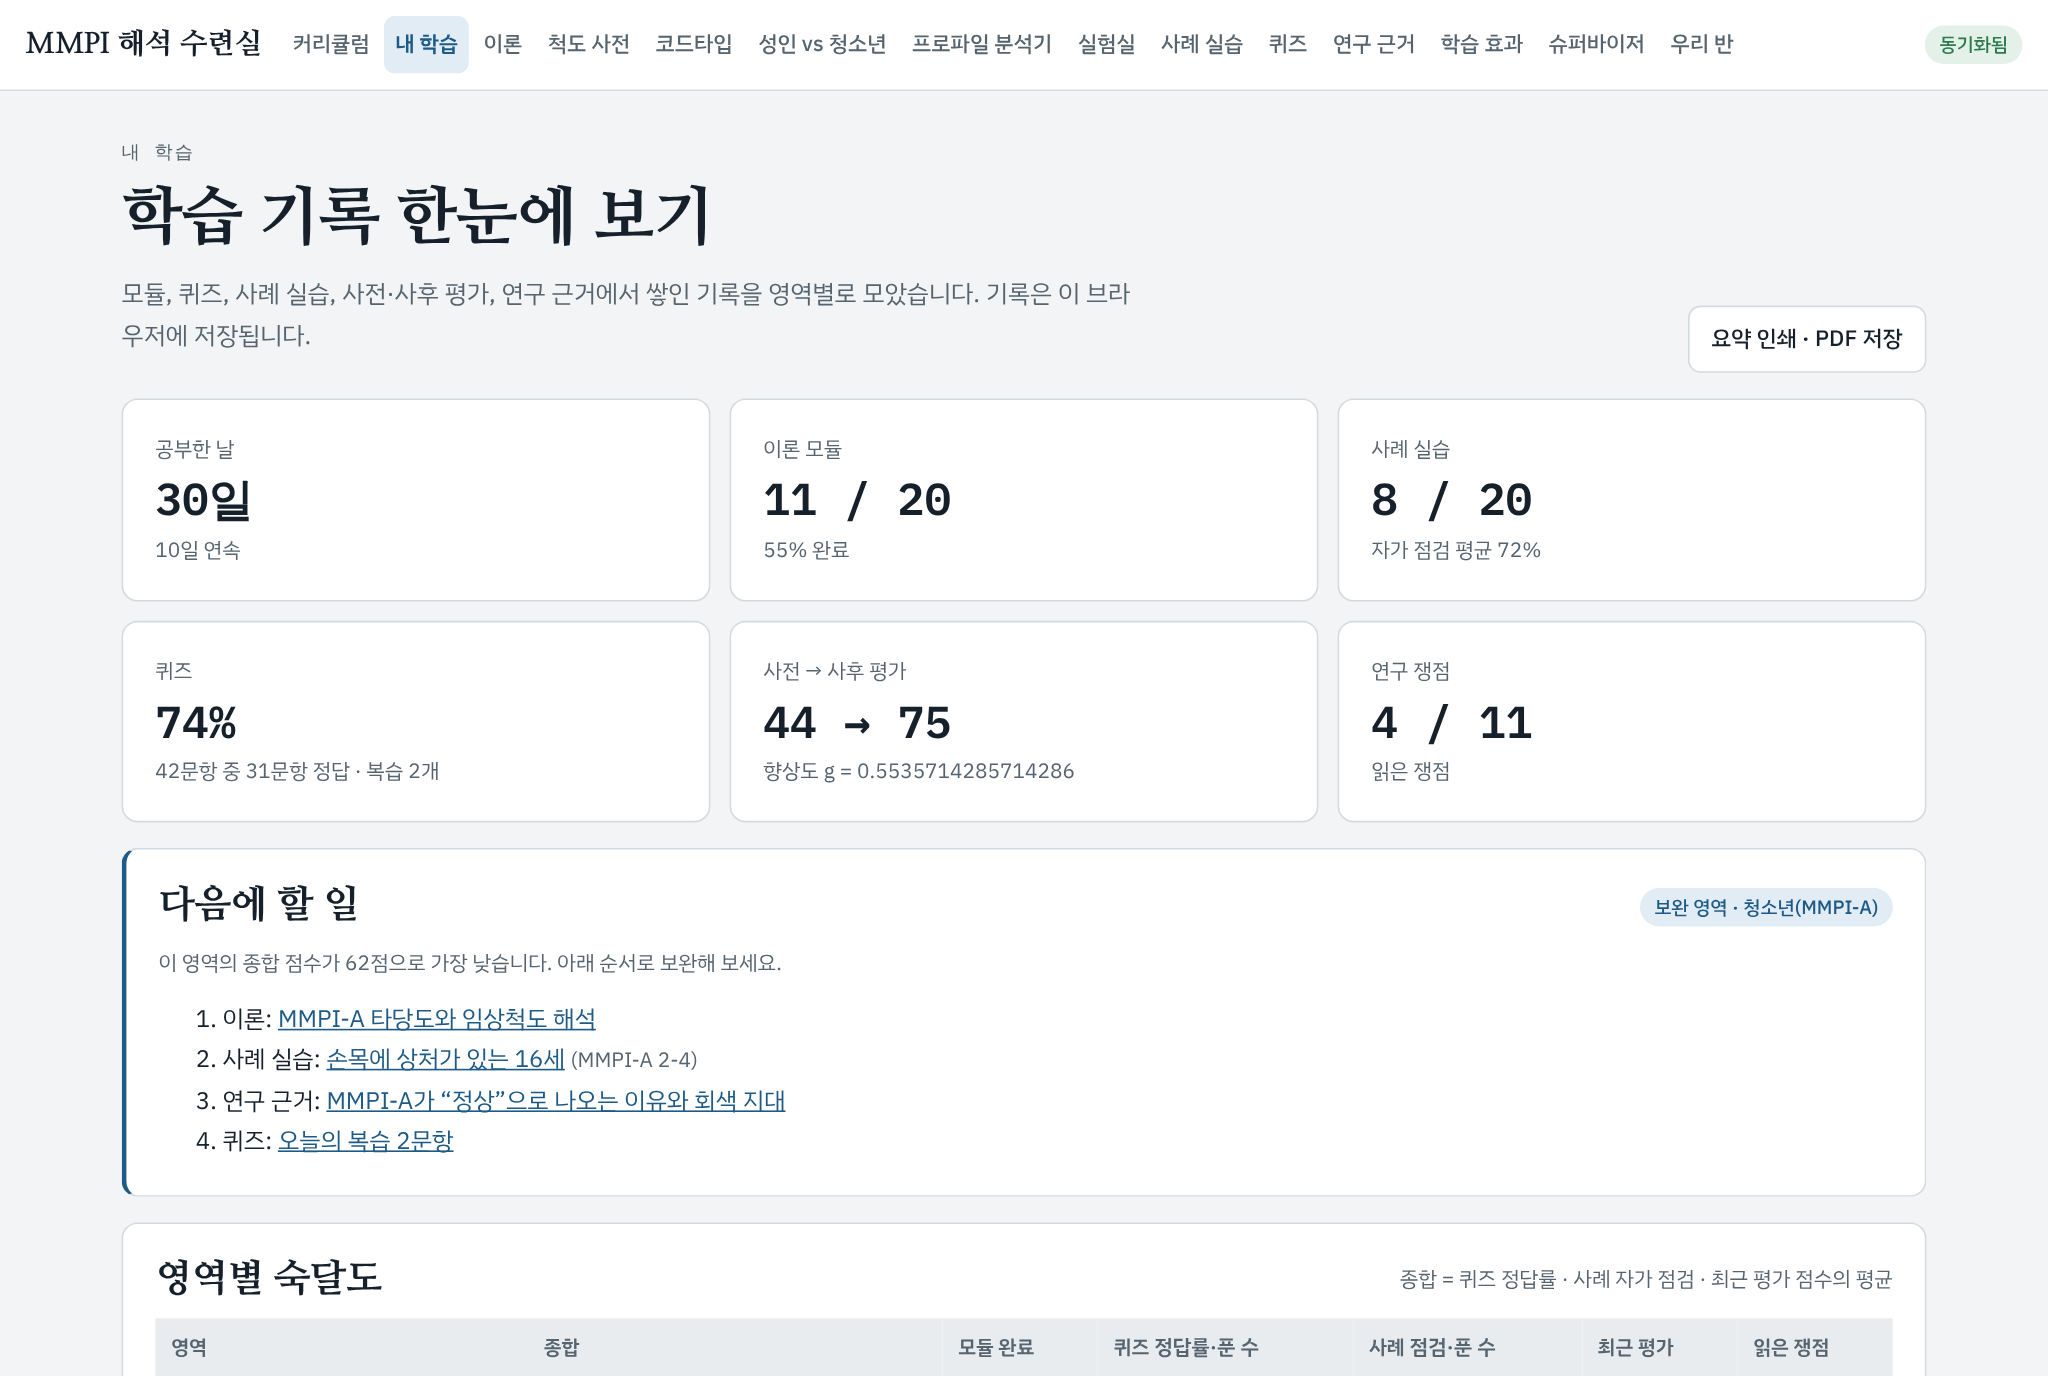 MMPI 해석 수련실 커리큘럼 내 학습 이론 척도 사전 코드타입 성인 vs 청소년 프로파일 분석기 실험실 사례 실습 퀴즈 연구 근거 학습 효과 슈퍼바이저 우리 반 동기화됨
내 학습
학습 기록 한눈에 보기
모듈, 퀴즈, 사례 실습, 사전·사후 평가, 연구 근거에서 쌓인 기록을 영역별로 모았습니다. 기록은 이 브라
우저에 저장됩니다.
요약 인쇄 · PDF 저장
공부한 날
30일
10일 연속
이론 모듈
11 / 20
55% 완료
사례 실습
8 / 20
자가 점검 평균 72%
퀴즈
74%
42문항 중 31문항 정답 · 복습 2개
사전 → 사후 평가
44 → 75
향상도 g = 0.5535714285714286
연구 쟁점
4 / 11
읽은 쟁점
다음에 할 일
보완 영역 · 청소년(MMPI-A)
이 영역의 종합 점수가 62점으로 가장 낮습니다. 아래 순서로 보완해 보세요.
1. 이론: MMPI-A 타당도와 임상척도 해석
2. 사례 실습: 손목에 상처가 있는 16세 (MMPI-A 2-4)
3. 연구 근거: MMPI-A가 “정상”으로 나오는 이유와 회색 지대
4. 퀴즈: 오늘의 복습 2문항
영역별 숙달도
종합 = 퀴즈 정답률 · 사례 자가 점검 · 최근 평가 점수의 평균
영역 종합 모듈 완료 퀴즈 정답률·푼 수 사례 점검·푼 수 최근 평가 읽은 쟁점